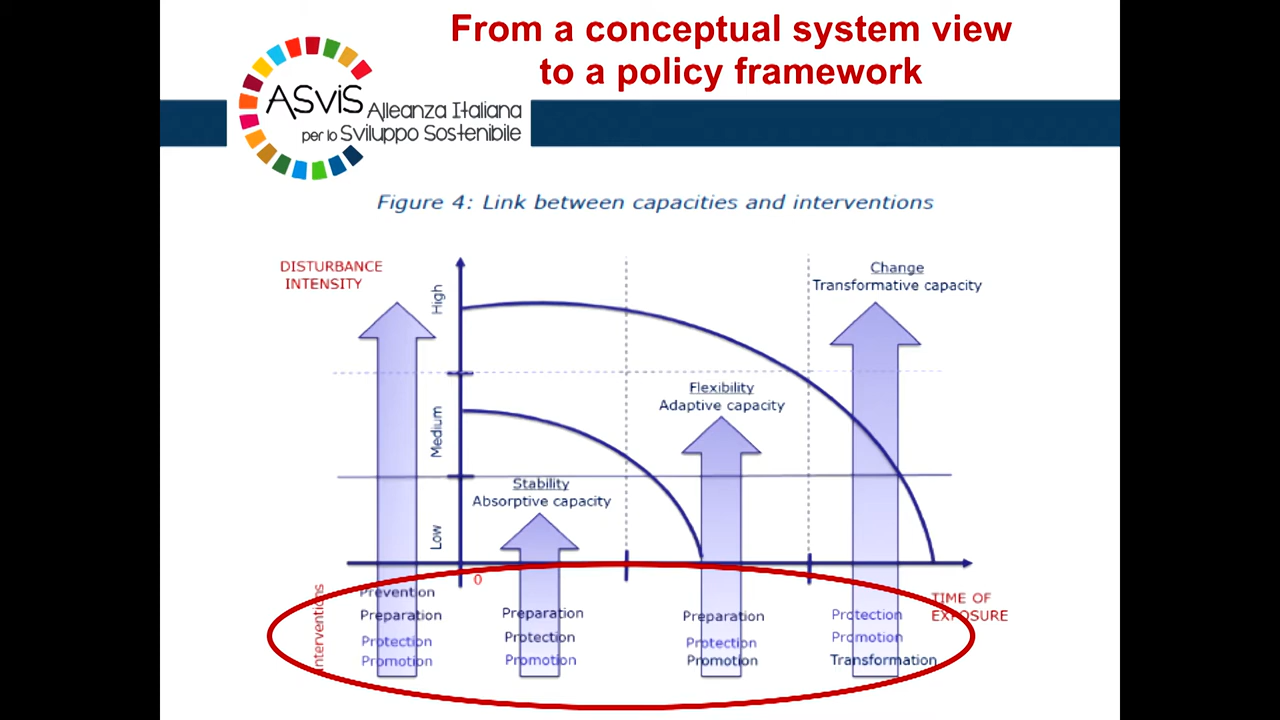 From a conceptual system view
to a policy framework
ASviS Alleanza Italiana
per lo Sviluppo Sostenibile
Figure 4: Link between capacities and interventions
DISTURBANCE
INTENSITY
High
Medium
Low
Change
Transformative capacity
Flexibility
Adaptive capacity
Stability
Absorptive capacity
0
TIME OF
EXPOSURE
Interventions
Prevention
Preparation
Protection
Promotion
Preparation
Protection
Promotion
Preparation
Protection
Promotion
Protection
Promotion
Transformation